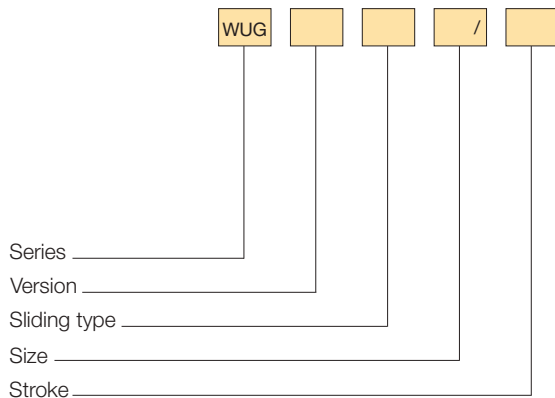 WUG /
Series
Version
Sliding type
Size
Stroke